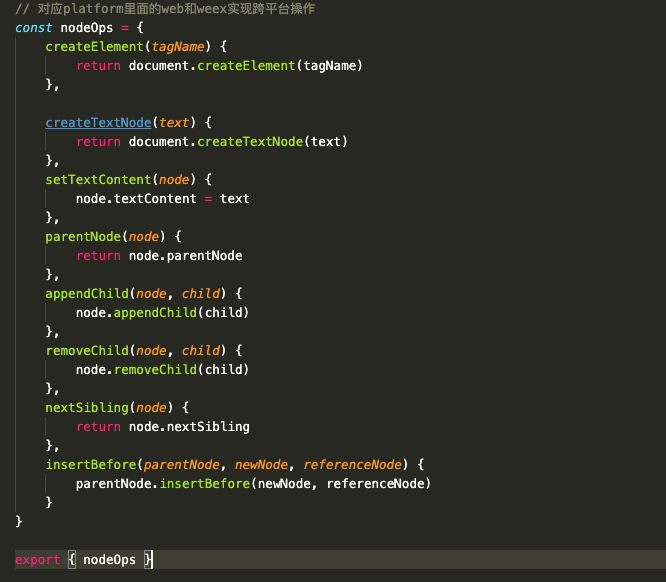 // 对应platform里面的web和weex实现跨平台操作
const nodeOps = {
    createElement(tagName) {
        return document.createElement(tagName)
    },

    createTextNode(text) {
        return document.createTextNode(text)
    },
    setTextContent(node) {
        node.textContent = text
    },
    parentNode(node) {
        return node.parentNode
    },
    appendChild(node, child) {
        node.appendChild(child)
    },
    removeChild(node, child) {
        node.removeChild(child)
    },
    nextSibling(node) {
        return node.nextSibling
    },
    insertBefore(parentNode, newNode, referenceNode) {
        parentNode.insertBefore(newNode, referenceNode)
    }
}

export { nodeOps }